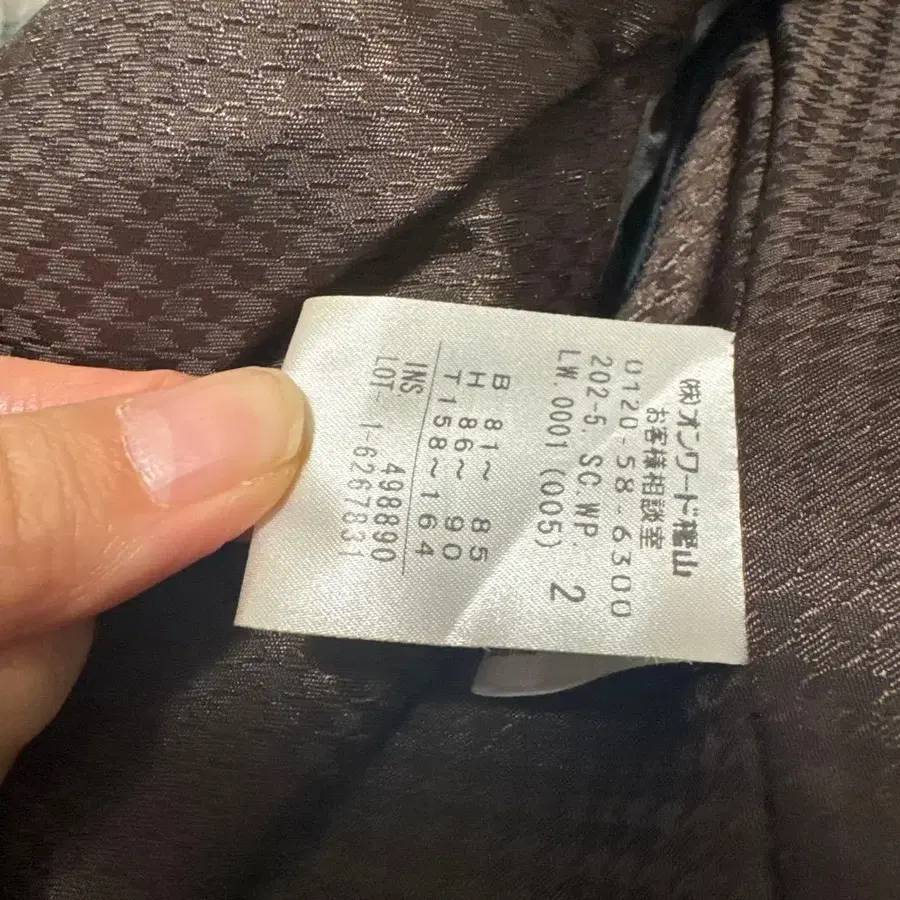 ㈱オンワード樫山
お客様相談室
0120-58-6300
202-5. SC. WP.
LW. 0001 (005) 2
B 81～ 85
H 86～ 90
T 158～164
INS. 498890
LOT- 1-6267831